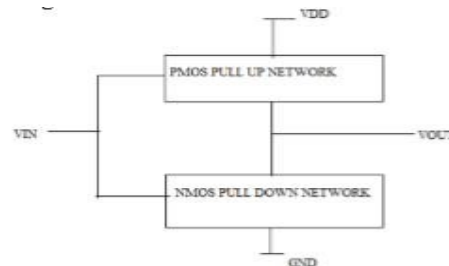 VDD
PMOS PULL UP NETWORK
VIN
VOUT
NMOS PULL DOWN NETWORK
GND